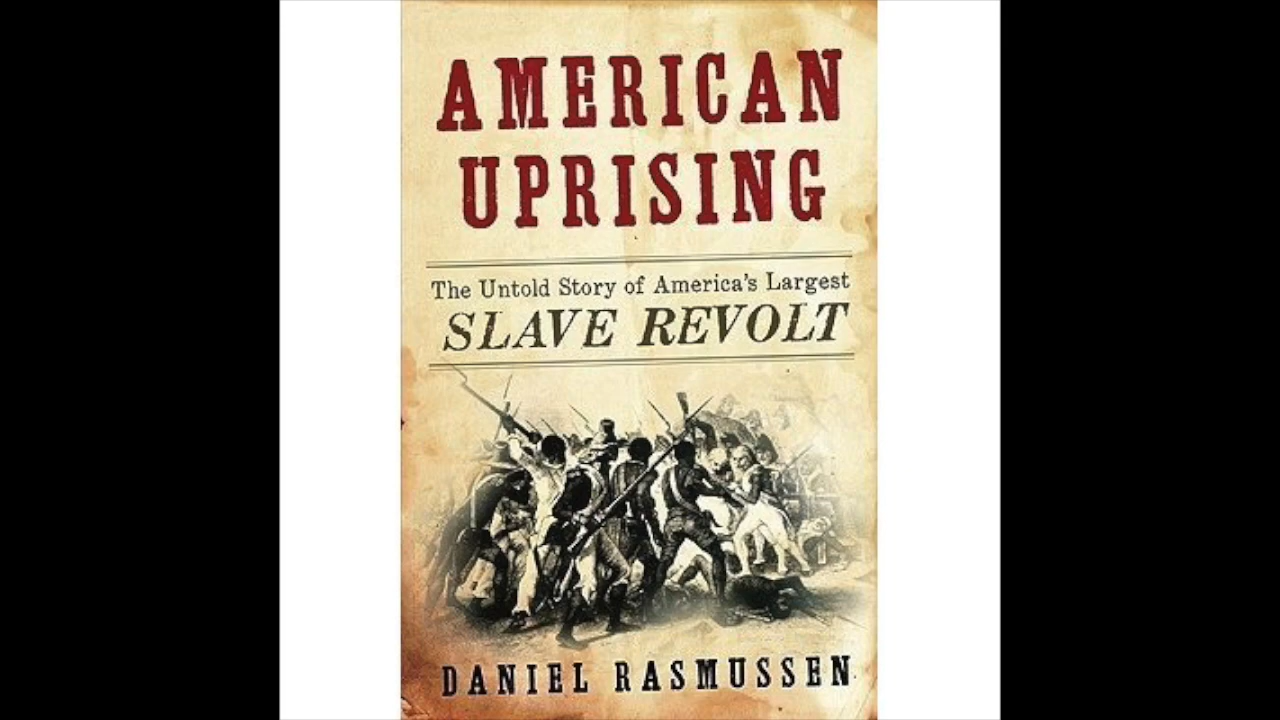 AMERICAN
UPRISING
The Untold Story of America's Largest
SLAVE REVOLT
DANIEL RASMUSSEN